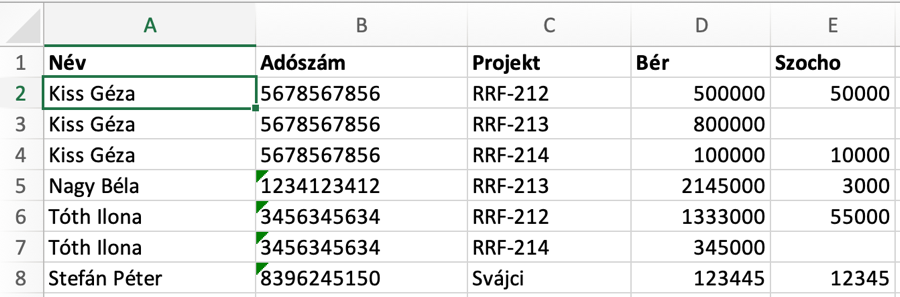 A B C D E
1 Név Adószám Projekt Bér Szocho
2 Kiss Géza 5678567856 RRF-212 500000 50000
3 Kiss Géza 5678567856 RRF-213 800000
4 Kiss Géza 5678567856 RRF-214 100000 10000
5 Nagy Béla 1234123412 RRF-213 2145000 3000
6 Tóth Ilona 3456345634 RRF-212 1333000 55000
7 Tóth Ilona 3456345634 RRF-214 345000
8 Stefán Péter 8396245150 Svájci 123445 12345